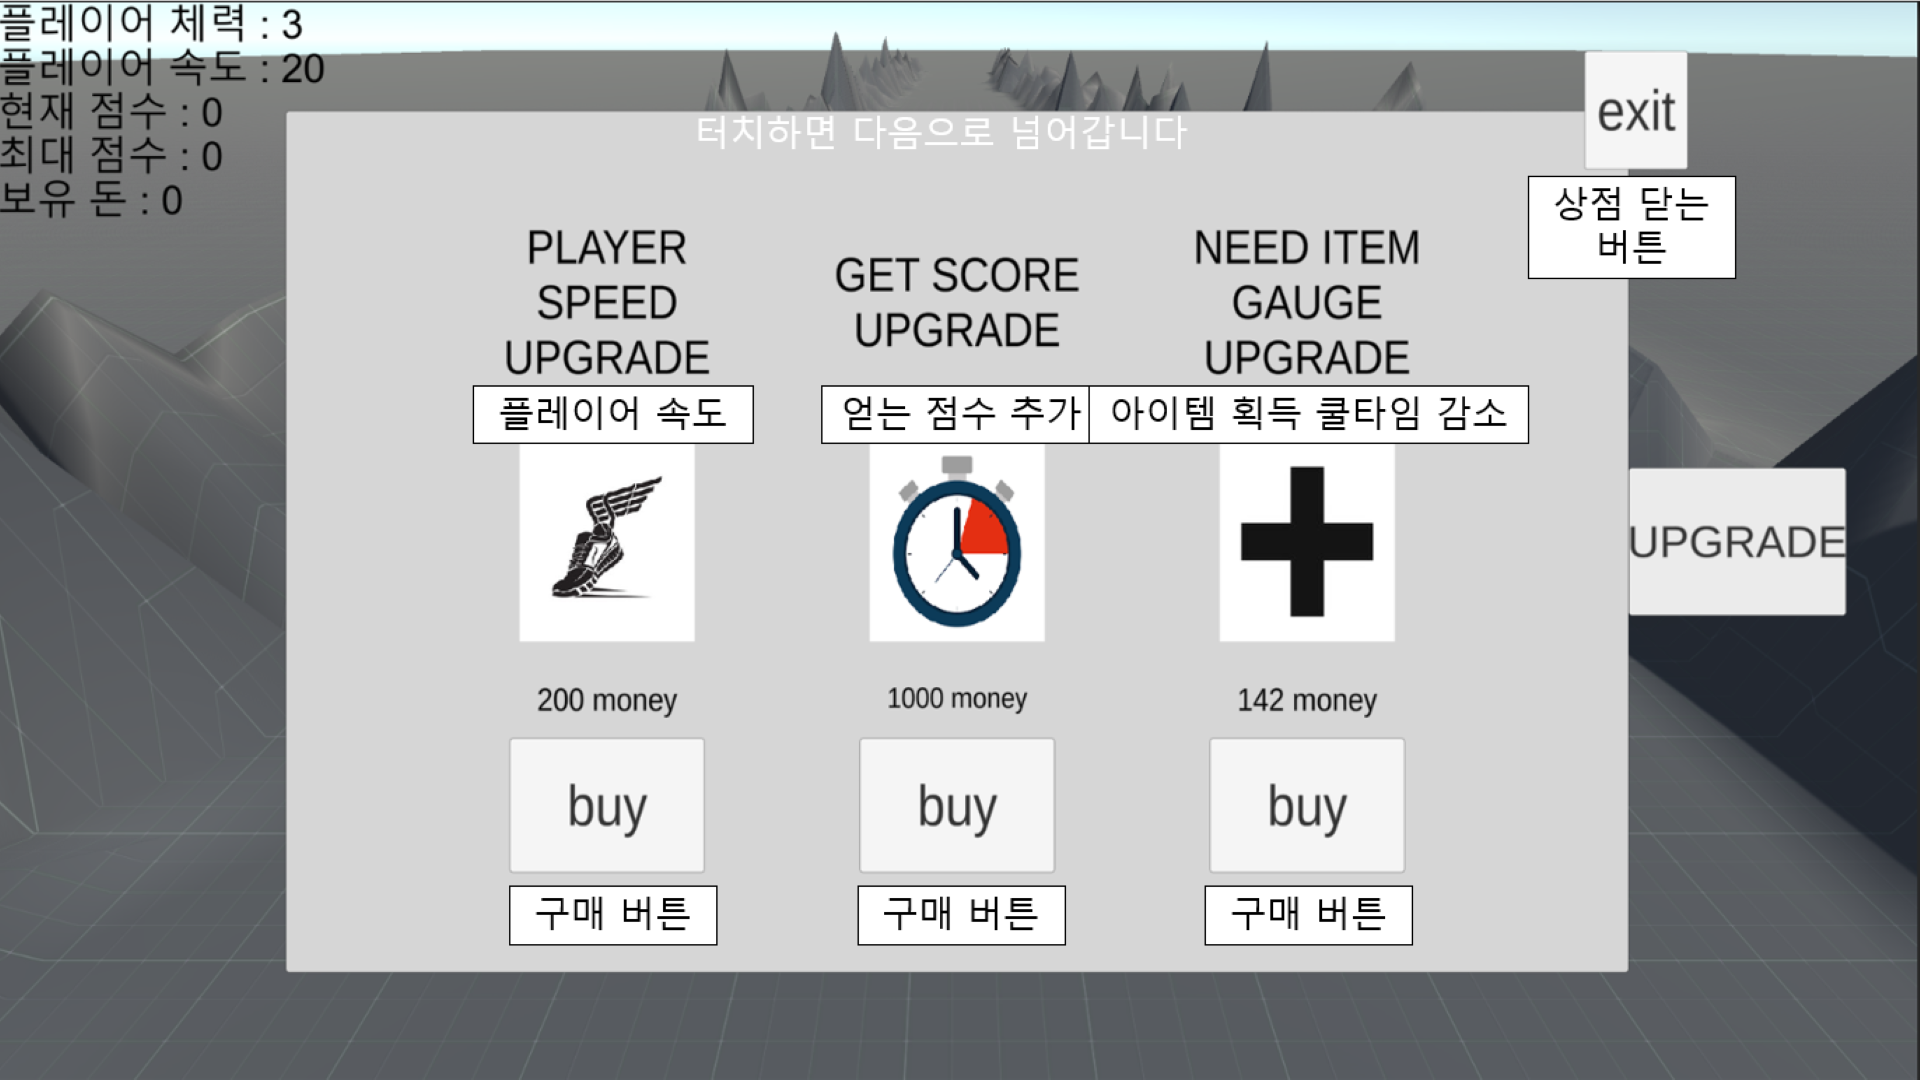 플레이어 체력 : 3
플레이어 속도 : 20
현재 점수 : 0
최대 점수 : 0
보유 돈 : 0
exit
터치하면 다음으로 넘어갑니다
상점 닫는
버튼
PLAYER
SPEED
UPGRADE
GET SCORE
UPGRADE
NEED ITEM
GAUGE
UPGRADE
플레이어 속도
얻는 점수 추가
아이템 획득 쿨타임 감소
UPGRADE
200 money
1000 money
142 money
buy
buy
buy
구매 버튼
구매 버튼
구매 버튼